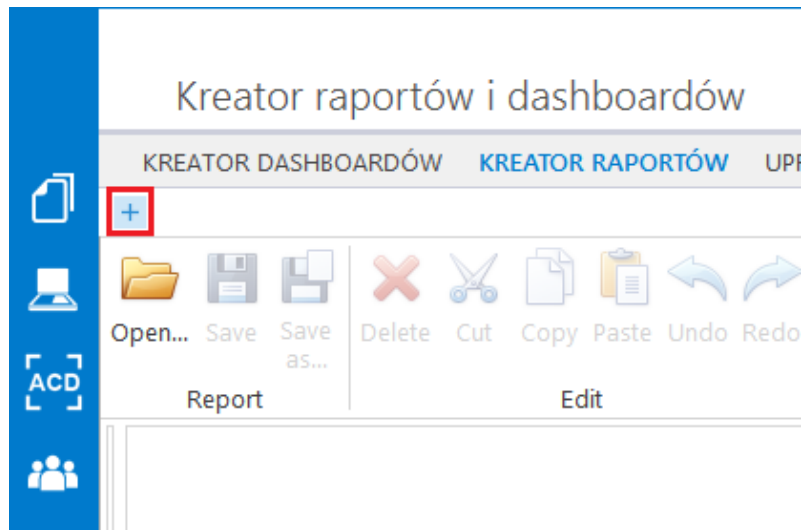 Kreator raportów i dashboardów
KREATOR DASHBOARDÓW KREATOR RAPORTÓW
+
Open... Save Save as... Delete Cut Copy Paste Undo Redo
Report Edit
ACD